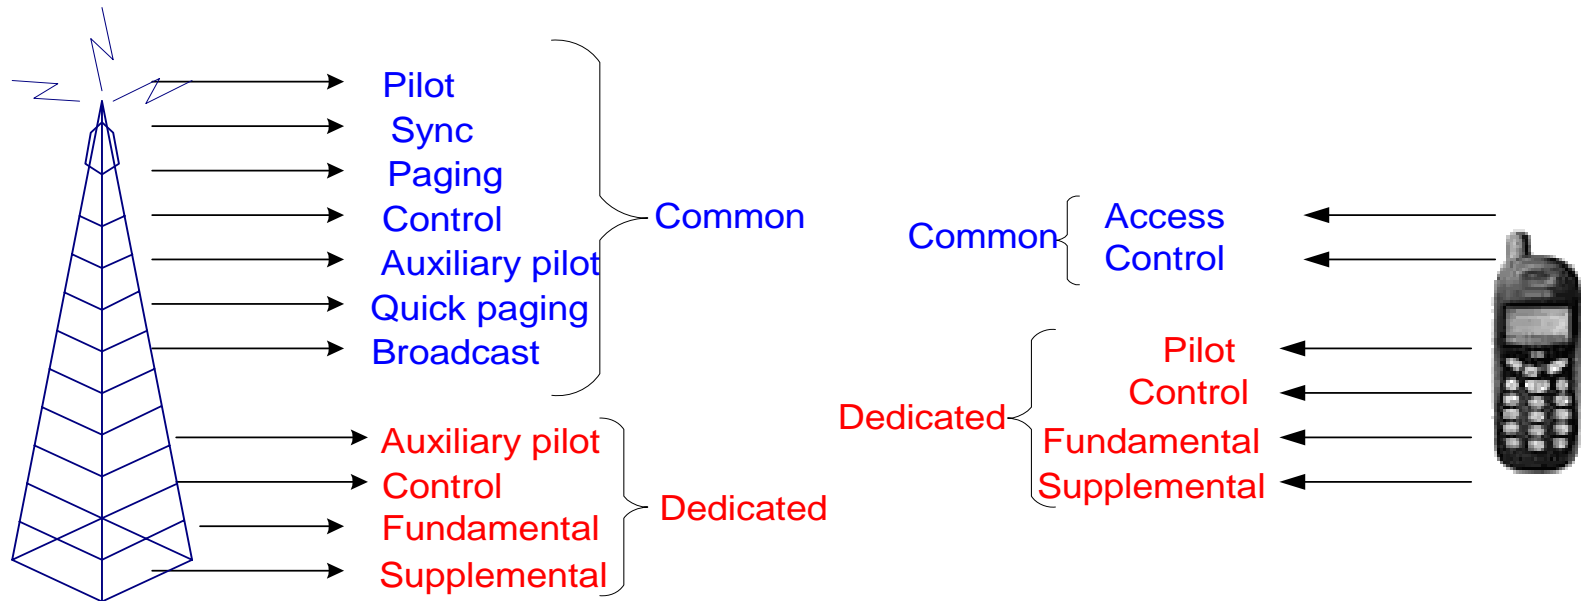 Pilot
Sync
Paging
Control
Auxiliary pilot
Quick paging
Broadcast
Common
Auxiliary pilot
Control
Fundamental
Supplemental
Dedicated
Common
Access
Control
Dedicated
Pilot
Control
Fundamental
Supplemental